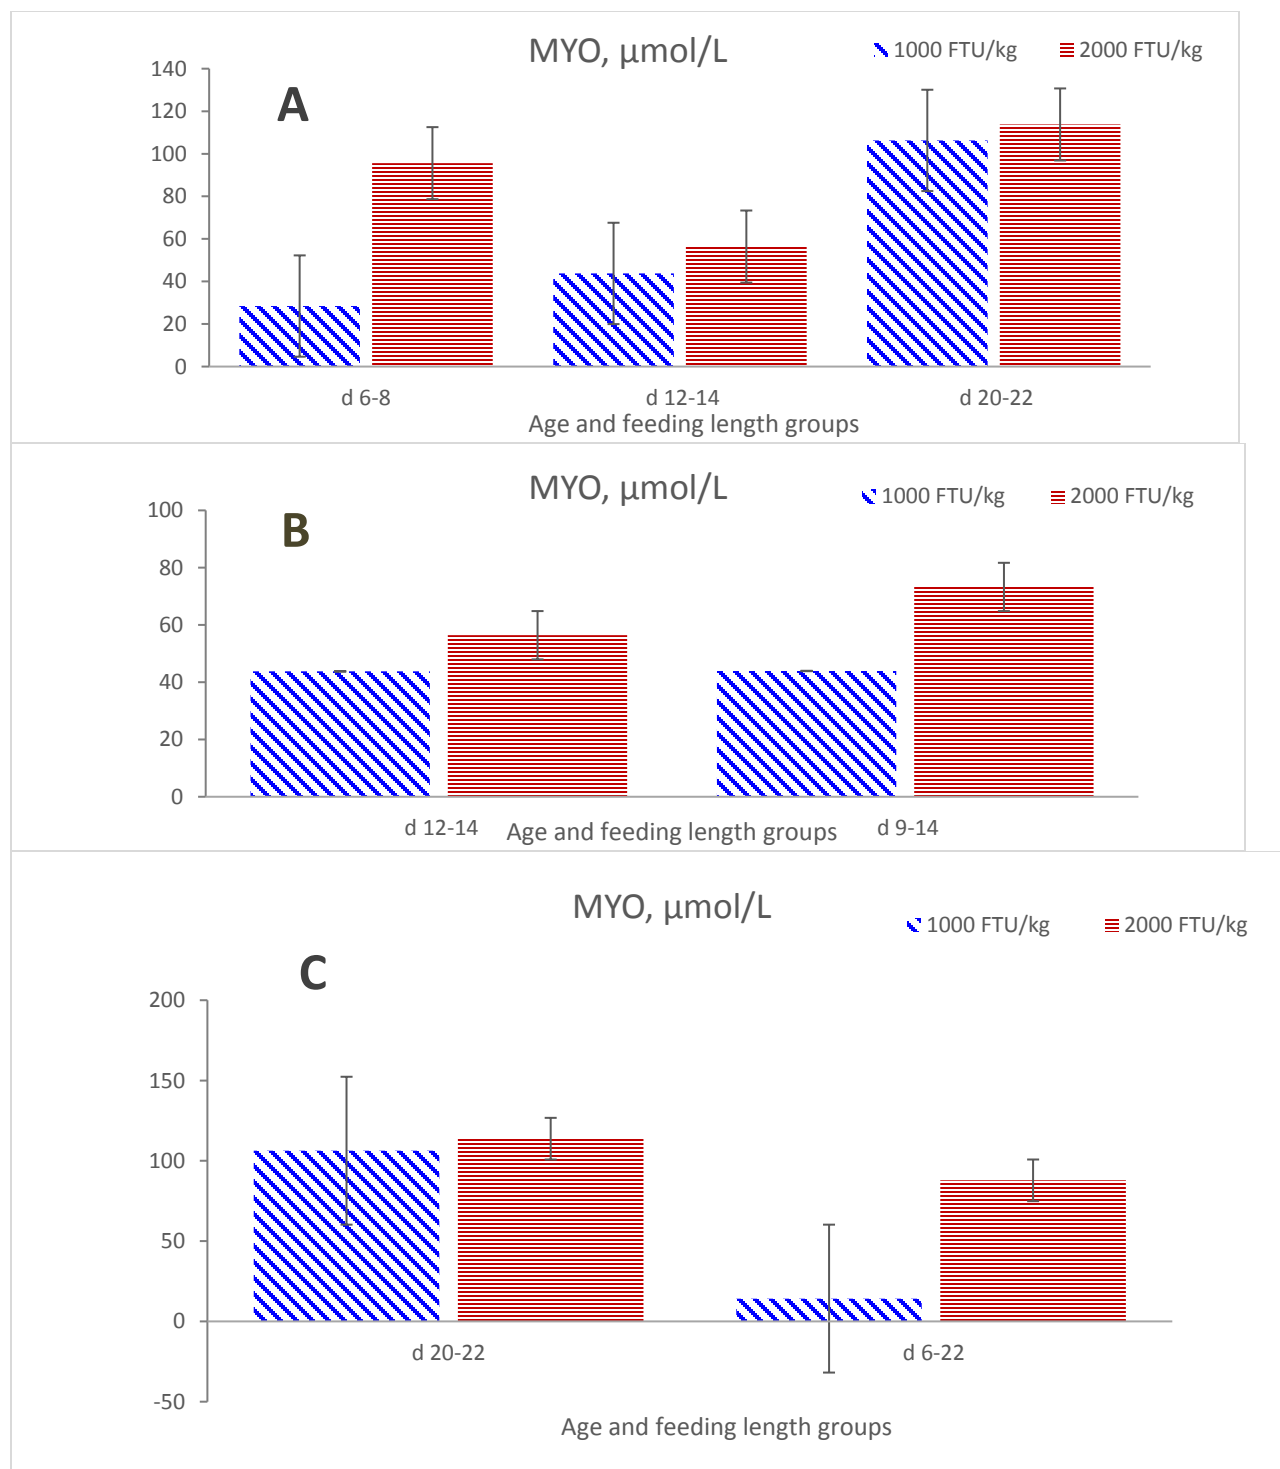 MYO, µmol/L
1000 FTU/kg 2000 FTU/kg
A
140
120
100
80
60
40
20
0
d 6-8 d 12-14 d 20-22
Age and feeding length groups
MYO, µmol/L
1000 FTU/kg 2000 FTU/kg
B
100
80
60
40
20
0
d 12-14 Age and feeding length groups d 9-14
MYO, µmol/L
1000 FTU/kg 2000 FTU/kg
C
200
150
100
50
0
d 20-22 d 6-22
-50
Age and feeding length groups